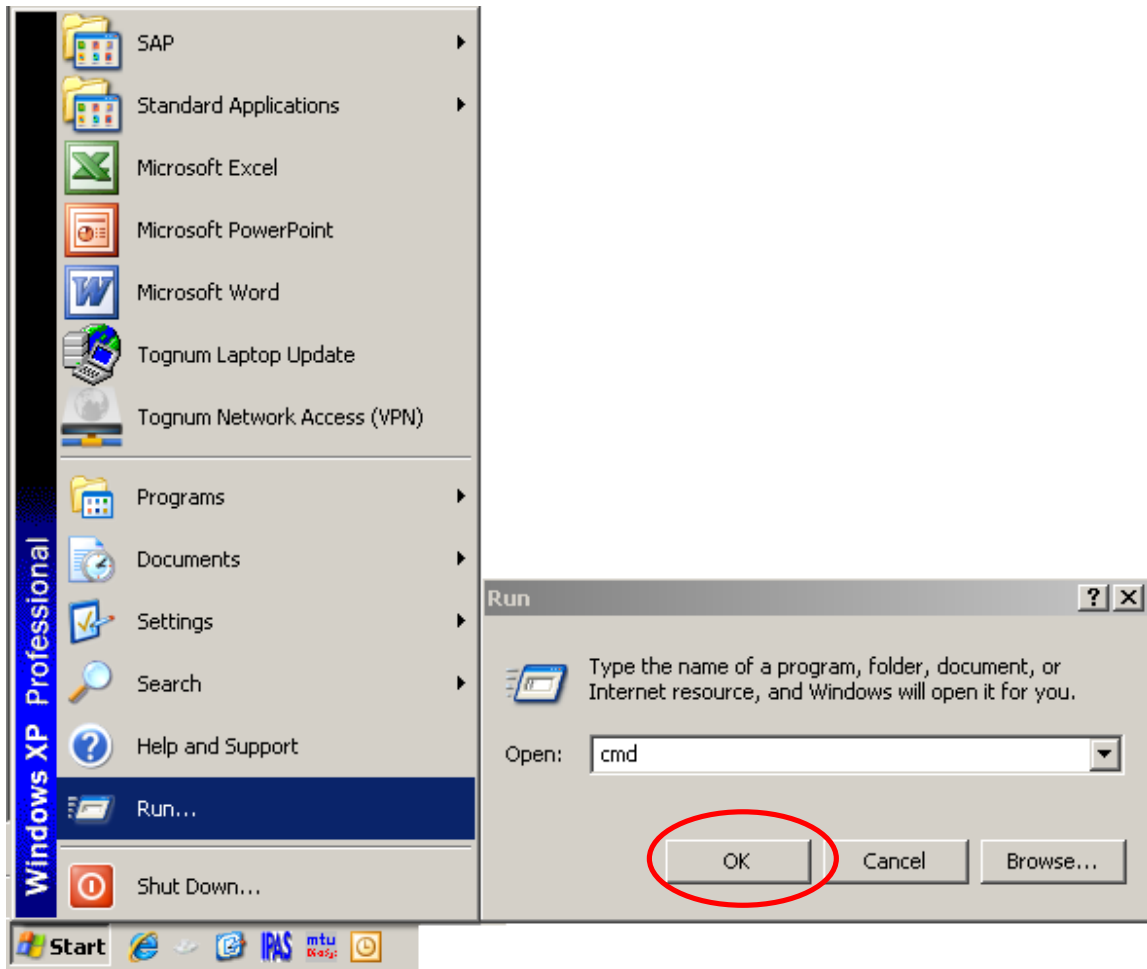 SAP
Standard Applications
Microsoft Excel
Microsoft PowerPoint
Microsoft Word
Tognum Laptop Update
Tognum Network Access (VPN)
Programs
Documents
Settings
Search
Help and Support
Run...
Shut Down...
Windows XP Professional
Start
IPAS
mtu
DiaSys
Run
Type the name of a program, folder, document, or
Internet resource, and Windows will open it for you.
Open: cmd
OK Cancel Browse...